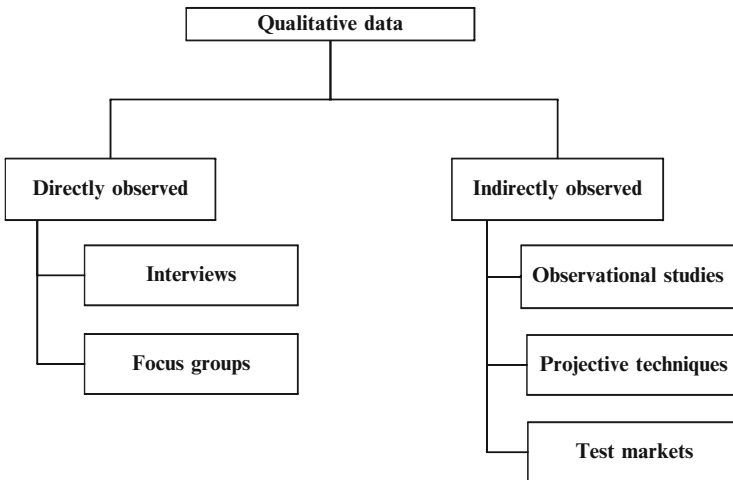 Qualitative data
Directly observed
Interviews
Focus groups
Indirectly observed
Observational studies
Projective techniques
Test markets